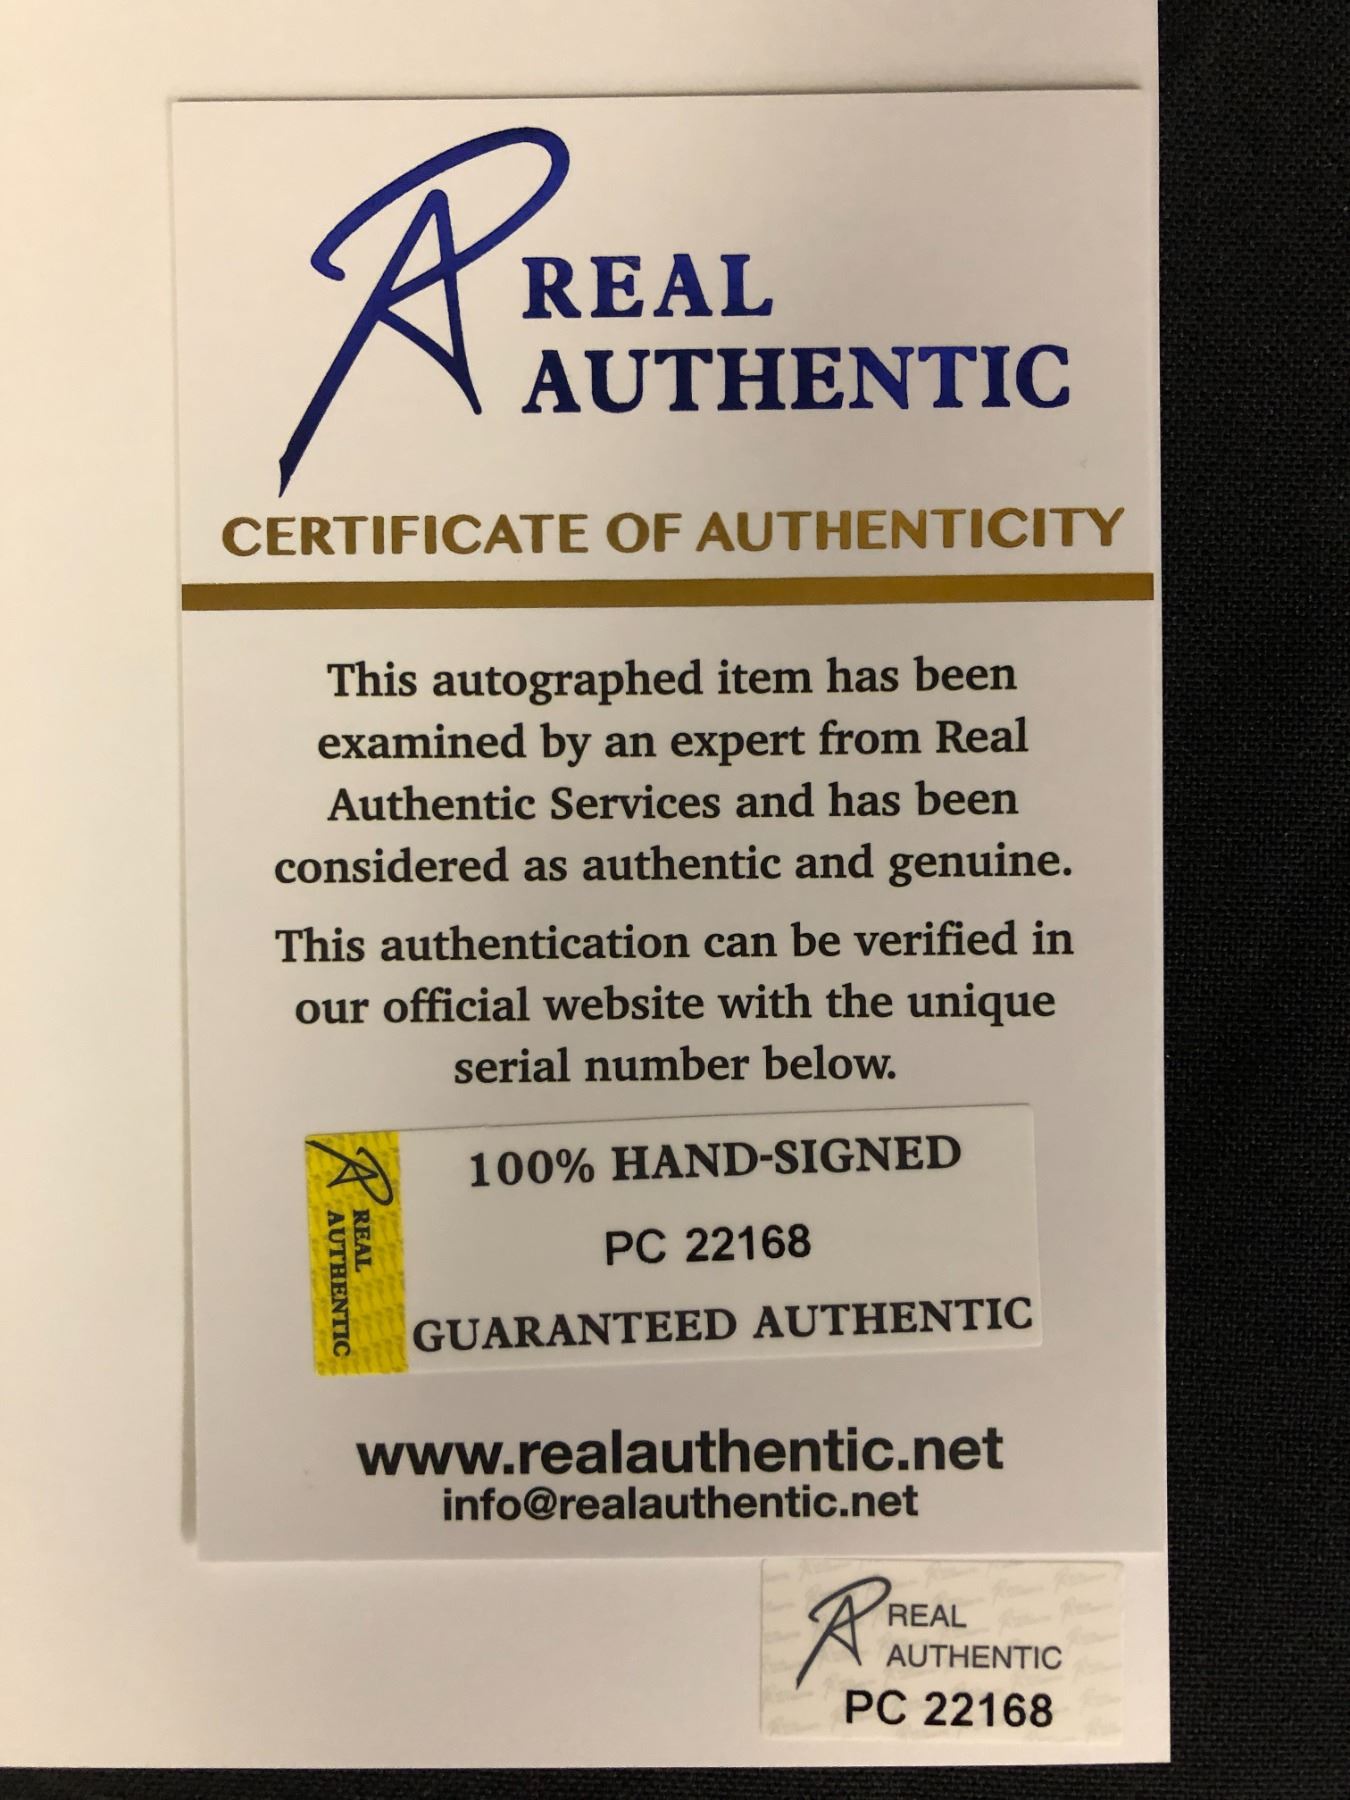 REAL
AUTHENTIC
CERTIFICATE OF AUTHENTICITY
This autographed item has been
examined by an expert from Real
Authentic Services and has been
considered as authentic and genuine.
This authentication can be verified in
our official website with the unique
serial number below.
REAL
AUTHENTIC
100% HAND-SIGNED
PC 22168
GUARANTEED AUTHENTIC
www.realauthentic.net
info@realauthentic.net
REAL
AUTHENTIC
PC 22168